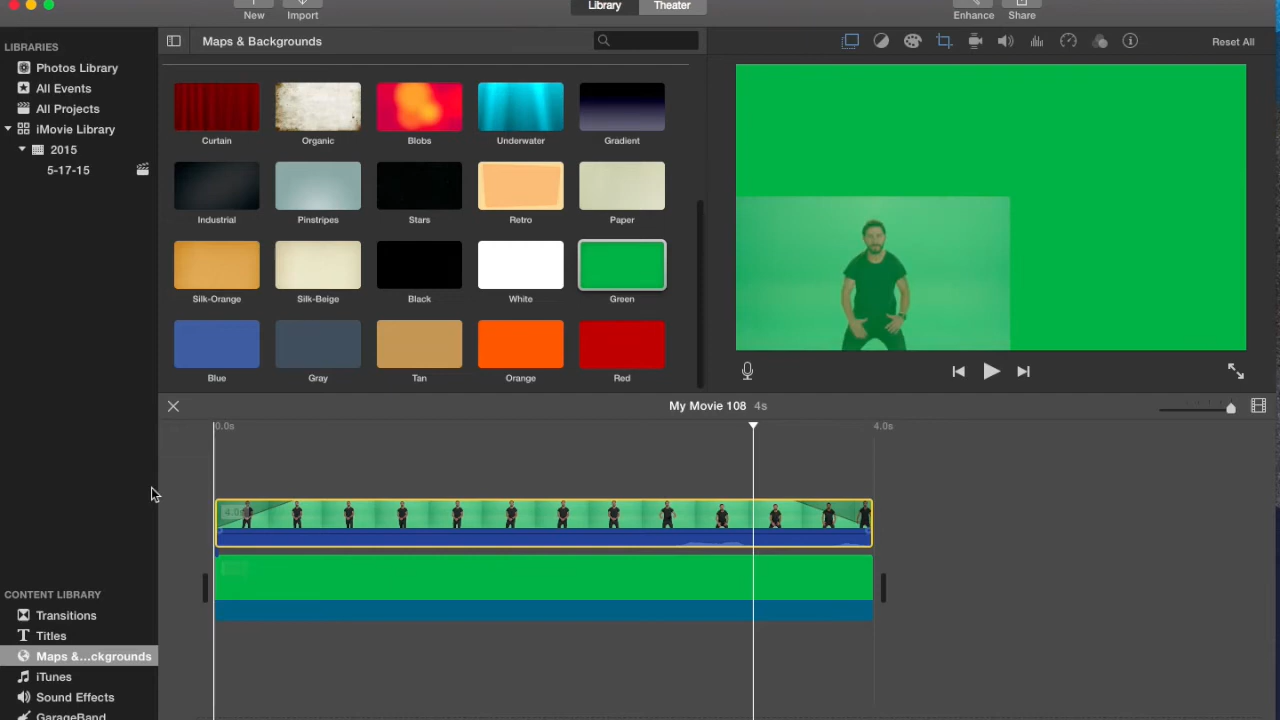 New Import Library Theater Enhance Share
LIBRARIES
Photos Library
All Events
All Projects
iMovie Library
2015
5-17-15
Maps & Backgrounds
Reset All
Curtain Organic Blobs Underwater Gradient
Industrial Pinstripes Stars Retro Paper
Silk-Orange Silk-Beige Black White Green
Blue Gray Tan Orange Red
My Movie 108 4s
0.0s 4.0s
4.0s
CONTENT LIBRARY
Transitions
Titles
Maps &...ckgrounds
iTunes
Sound Effects
GarageBand